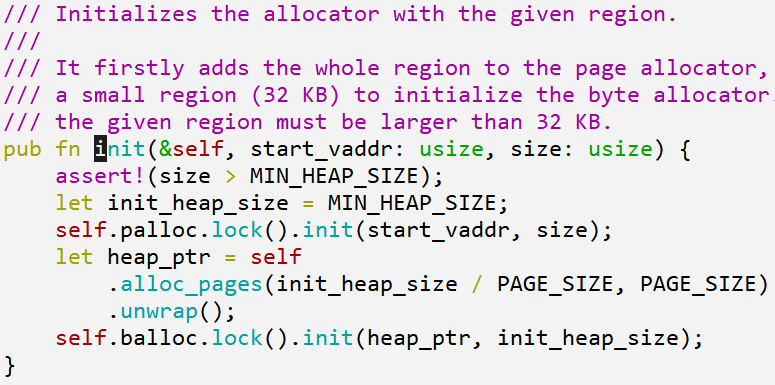 /// Initializes the allocator with the given region.
///
/// It firstly adds the whole region to the page allocator,
/// a small region (32 KB) to initialize the byte allocator.
/// the given region must be larger than 32 KB.
pub fn init(&self, start_vaddr: usize, size: usize) {
    assert!(size > MIN_HEAP_SIZE);
    let init_heap_size = MIN_HEAP_SIZE;
    self.palloc.lock().init(start_vaddr, size);
    let heap_ptr = self
        .alloc_pages(init_heap_size / PAGE_SIZE, PAGE_SIZE)
        .unwrap();
    self.balloc.lock().init(heap_ptr, init_heap_size);
}